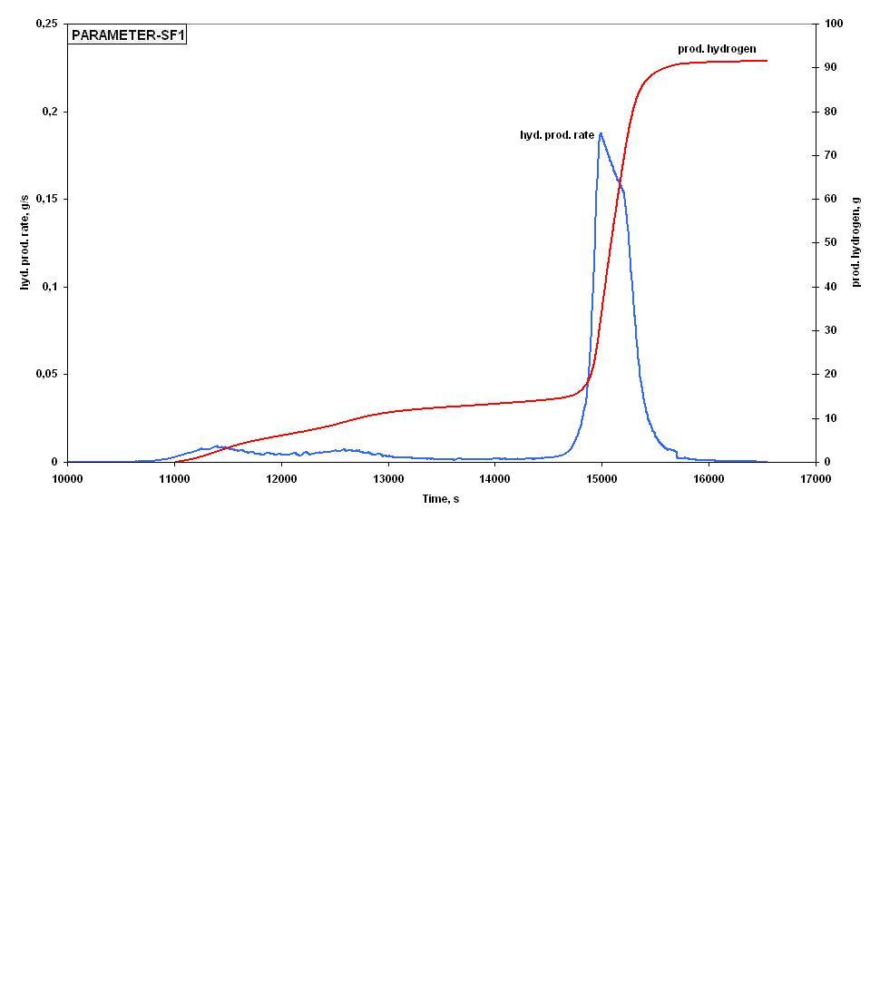 0,25
100
PARAMETER-SF1
prod. hydrogen
90
0,2
80
hyd. prod. rate
70
0,15
60
hyd. prod. rate, g/s
prod. hydrogen, g
50
0,1
40
30
0,05
20
10
0
0
10000 11000 12000 13000 14000 15000 16000 17000
Time, s